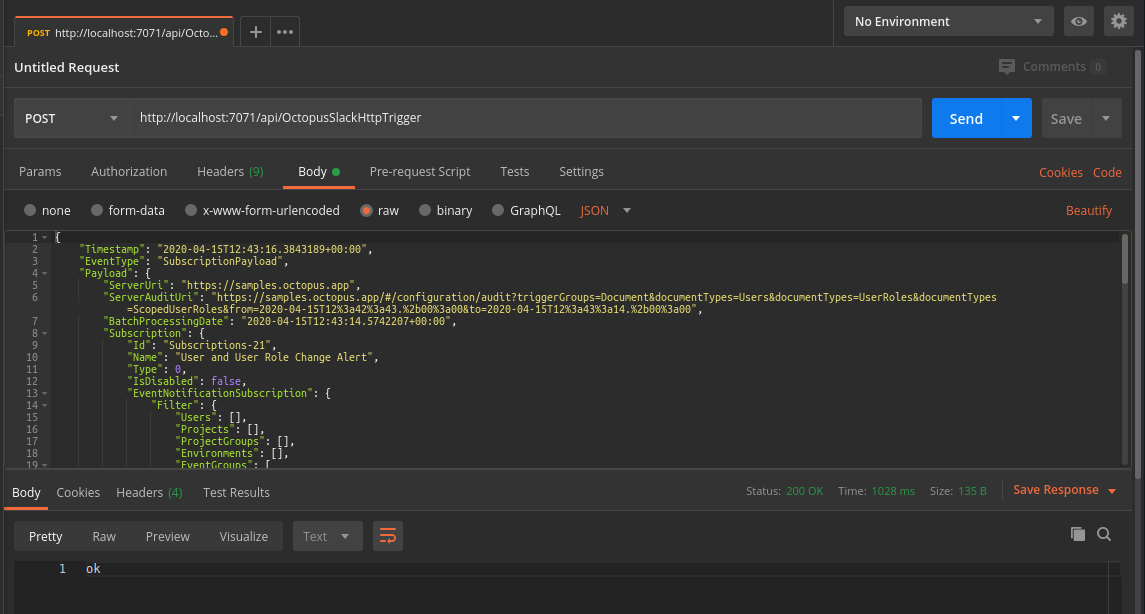 POST http://localhost:7071/api/Octo...
No Environment
Untitled Request
Comments 0
POST http://localhost:7071/api/OctopusSlackHttpTrigger Send Save
Params Authorization Headers (9) Body Pre-request Script Tests Settings Cookies Code
none form-data x-www-form-urlencoded raw binary GraphQL JSON Beautify
1 {
2 "Timestamp": "2020-04-15T12:43:16.3843189+00:00",
3 "EventType": "SubscriptionPayload",
4 "Payload": {
5 "ServerUri": "https://samples.octopus.app",
6 "ServerAuditUri": "https://samples.octopus.app/#/configuration/audit?triggerGroups=Document&documentTypes=Users&documentTypes=UserRoles&documentTypes
=ScopedUserRoles&from=2020-04-15T12%3a42%3a43.%2b00%3a00&to=2020-04-15T12%3a43%3a14.%2b00%3a00",
7 "BatchProcessingDate": "2020-04-15T12:43:14.5742207+00:00",
8 "Subscription": {
9 "Id": "Subscriptions-21",
10 "Name": "User and User Role Change Alert",
11 "Type": 0,
12 "IsDisabled": false,
13 "EventNotificationSubscription": {
14 "Filter": {
15 "Users": [],
16 "Projects": [],
17 "ProjectGroups": [],
18 "Environments": [],
19 "EventGroups": [
Body Cookies Headers (4) Test Results Status: 200 OK Time: 1028 ms Size: 135 B Save Response
Pretty Raw Preview Visualize Text
1 ok